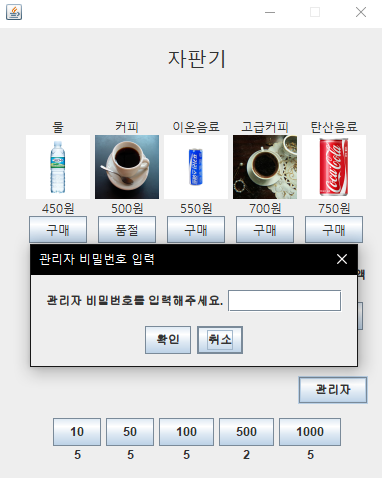 자판기
물 커피 이온음료 고급커피 탄산음료
Coca-Cola
450원 500원 550원 700원 750원
구매 품절 구매 구매 구매
관리자 비밀번호 입력
액
관리자 비밀번호를 입력해주세요.
확인 취소
관리자
10 50 100 500 1000
5 5 5 2 5